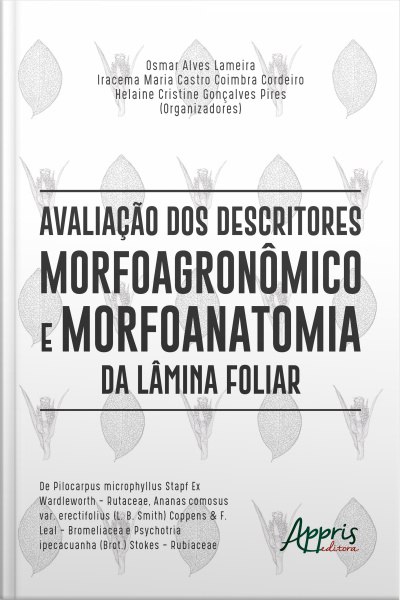 Osmar Alves Lameira
Iracema Maria Castro Coimbra Cordeiro
Helaine Cristine Gonçalves Pires
(Organizadores)
AVALIAÇÃO DOS DESCRITORES
MORFOAGRONÔMICO
E MORFOANATOMIA
DA LÂMINA FOLIAR
De Pilocarpus microphyllus Stapf Ex
Wardleworth – Rutaceae, Ananas comosus
var. erectifolius (L. B. Smith) Coppens & F.
Leal – Bromeliacea e Psychotria
ipecacuanha (Brot.) Stokes – Rubiaceae
Appris
editora